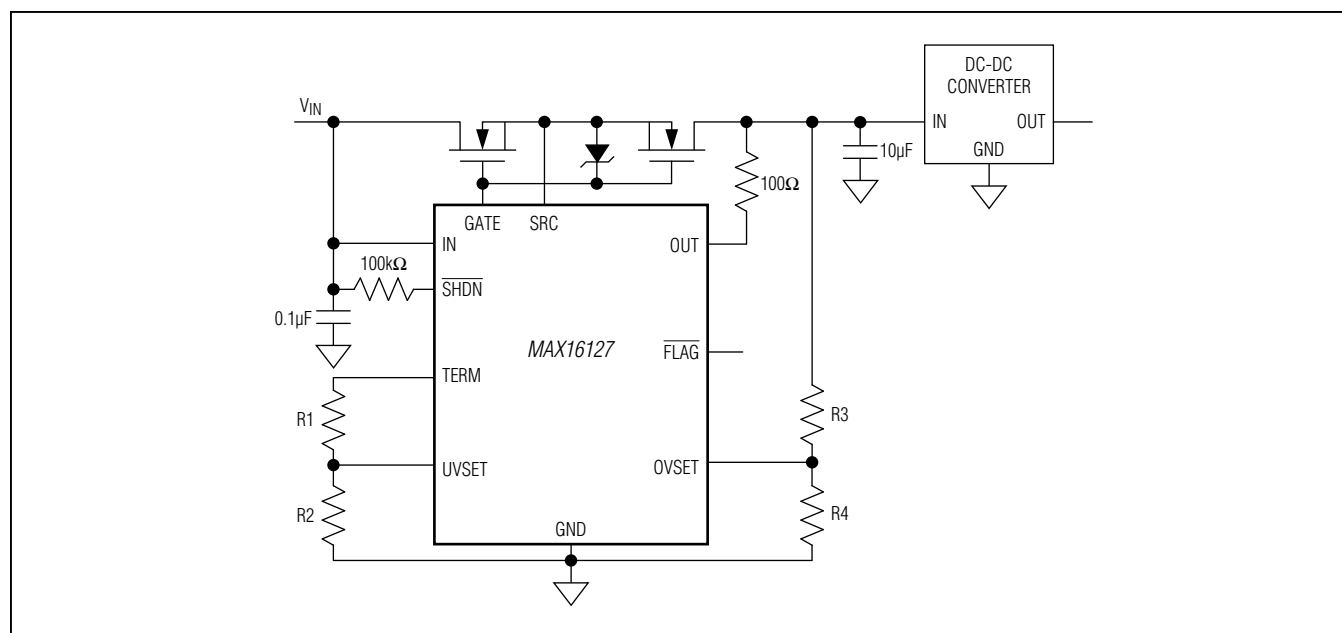 DC-DC
CONVERTER
VIN
IN
OUT
GND
10µF
100Ω
GATE
SRC
IN
OUT
100kΩ
SHDN
0.1µF
MAX16127
FLAG
TERM
R1
R3
UVSET
OVSET
R2
R4
GND